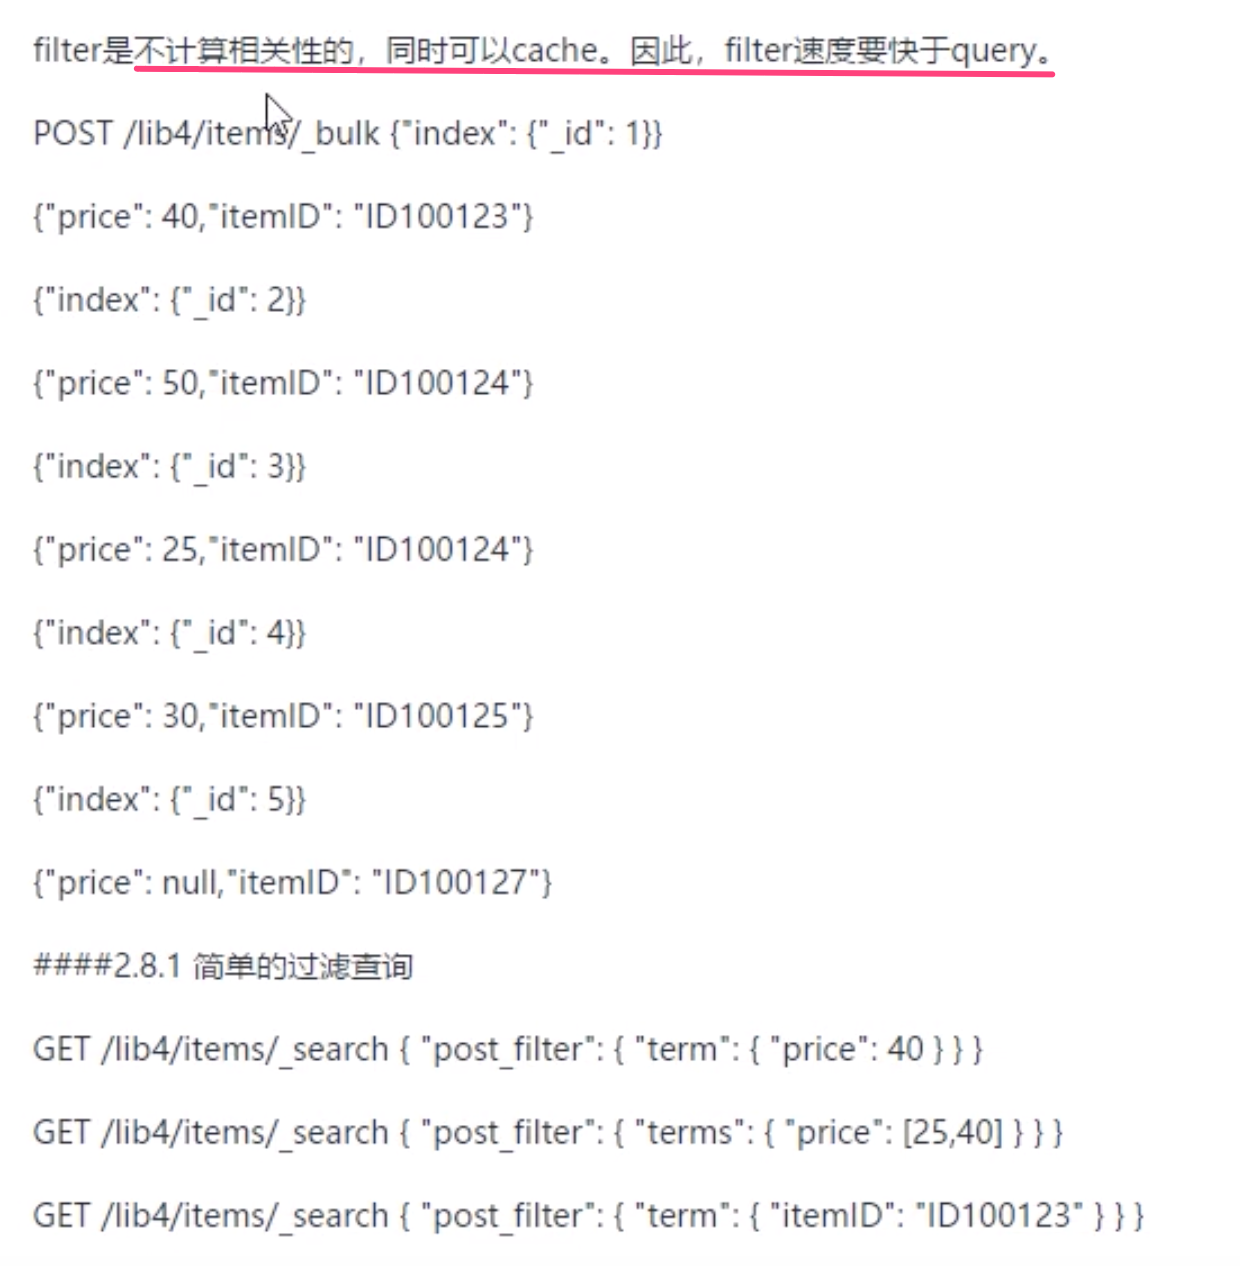 filter是不计算相关性的，同时可以cache。因此，filter速度要快于query。
POST /lib4/items/_bulk {"index": {"_id": 1}}
{"price": 40,"itemID": "ID100123"}
{"index": {"_id": 2}}
{"price": 50,"itemID": "ID100124"}
{"index": {"_id": 3}}
{"price": 25,"itemID": "ID100124"}
{"index": {"_id": 4}}
{"price": 30,"itemID": "ID100125"}
{"index": {"_id": 5}}
{"price": null,"itemID": "ID100127"}
####2.8.1 简单的过滤查询
GET /lib4/items/_search { "post_filter": { "term": { "price": 40 } } }
GET /lib4/items/_search { "post_filter": { "terms": { "price": [25,40] } } }
GET /lib4/items/_search { "post_filter": { "term": { "itemID": "ID100123" } } }